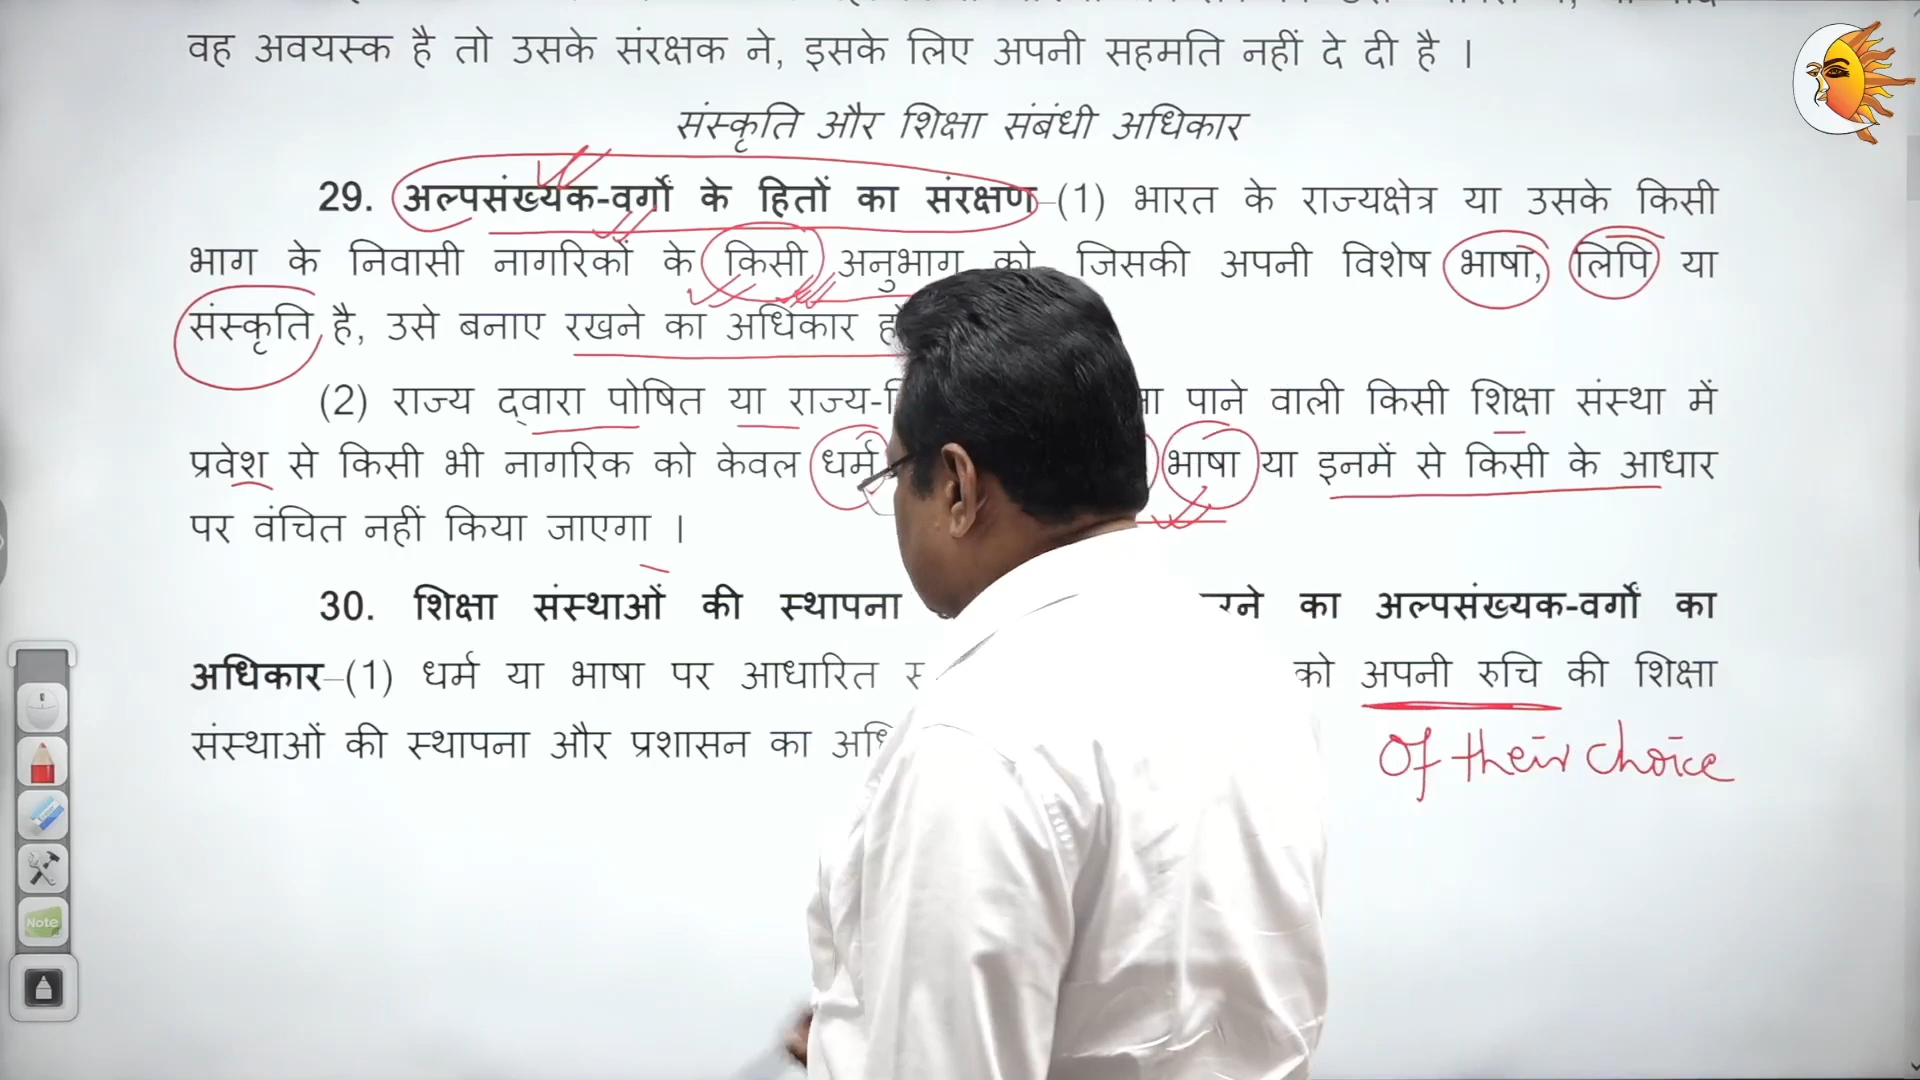 वह अवयस्क है तो उसके संरक्षक ने, इसके लिए अपनी सहमति नहीं दे दी है ।
संस्कृति और शिक्षा संबंधी अधिकार
29. अल्पसंख्यक-वर्गों के हितों का संरक्षण–(1) भारत के राज्यक्षेत्र या उसके किसी
भाग के निवासी नागरिकों के किसी अनुभाग को, जिसकी अपनी विशेष भाषा, लिपि या
संस्कृति है, उसे बनाए रखने का अधिकार
(2) राज्य द्वारा पोषित या पाने वाली किसी शिक्षा संस्था में
प्रवेश से किसी भी नागरिक को केवल धर्म भाषा या इनमें से किसी के आधार
पर वंचित नहीं किया जाएगा ।
30. शिक्षा संस्थाओं की स्थापना का अल्पसंख्यक-वर्गों का
अधिकार–(1) धर्म या भाषा पर आधारित को अपनी रुचि की शिक्षा
संस्थाओं की स्थापना और प्रशासन का
Of their choice
Note